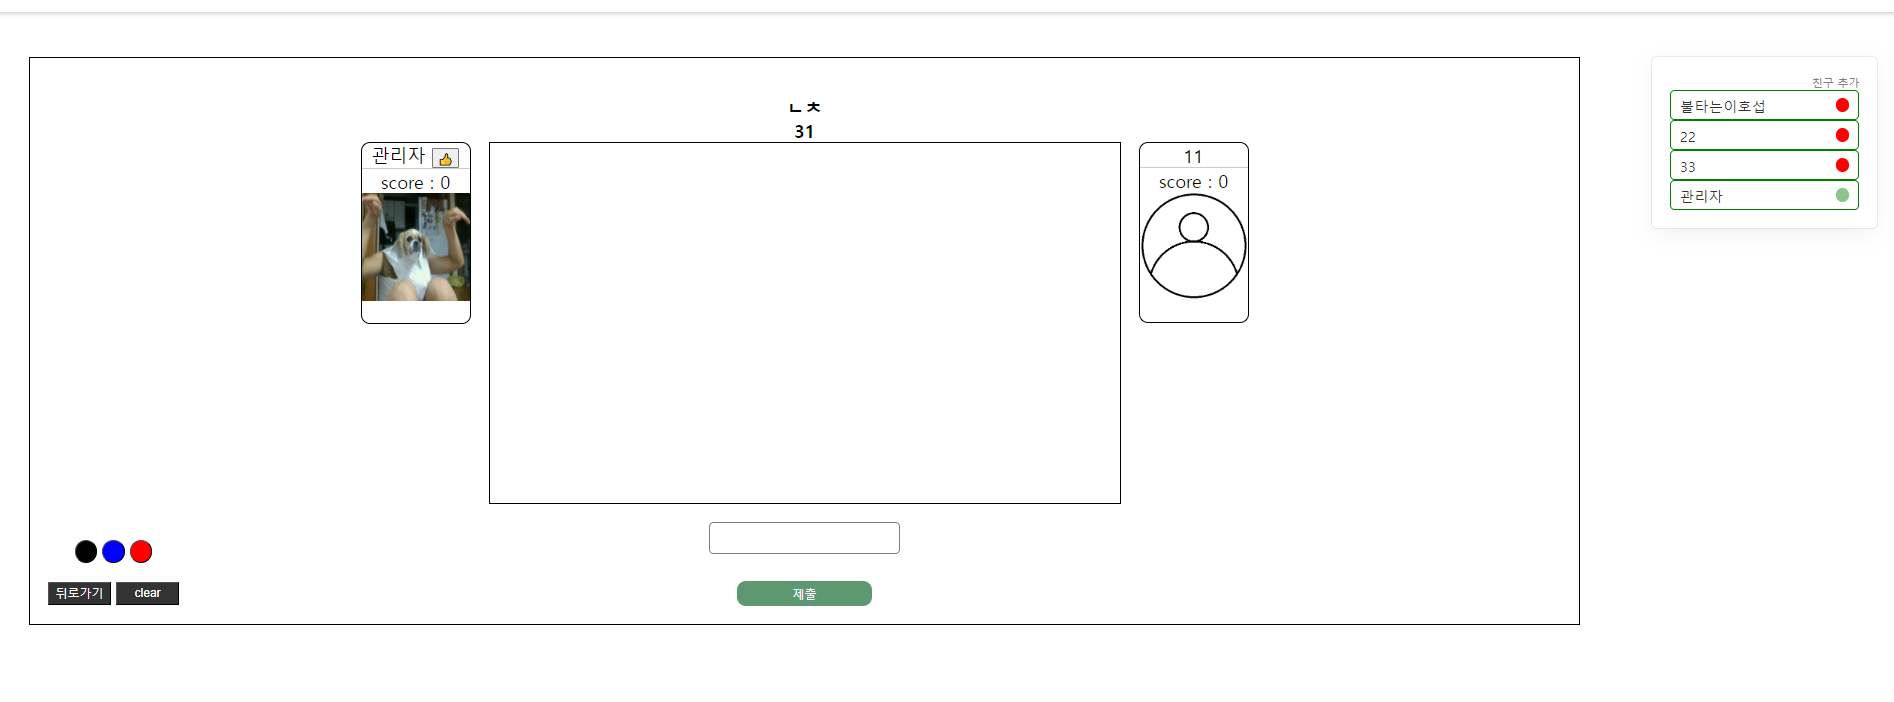 ㄴㅊ
31
관리자 👍
score : 0
11
score : 0
뒤로가기
clear
제출
친구 추가
불타는이호섭
22
33
관리자